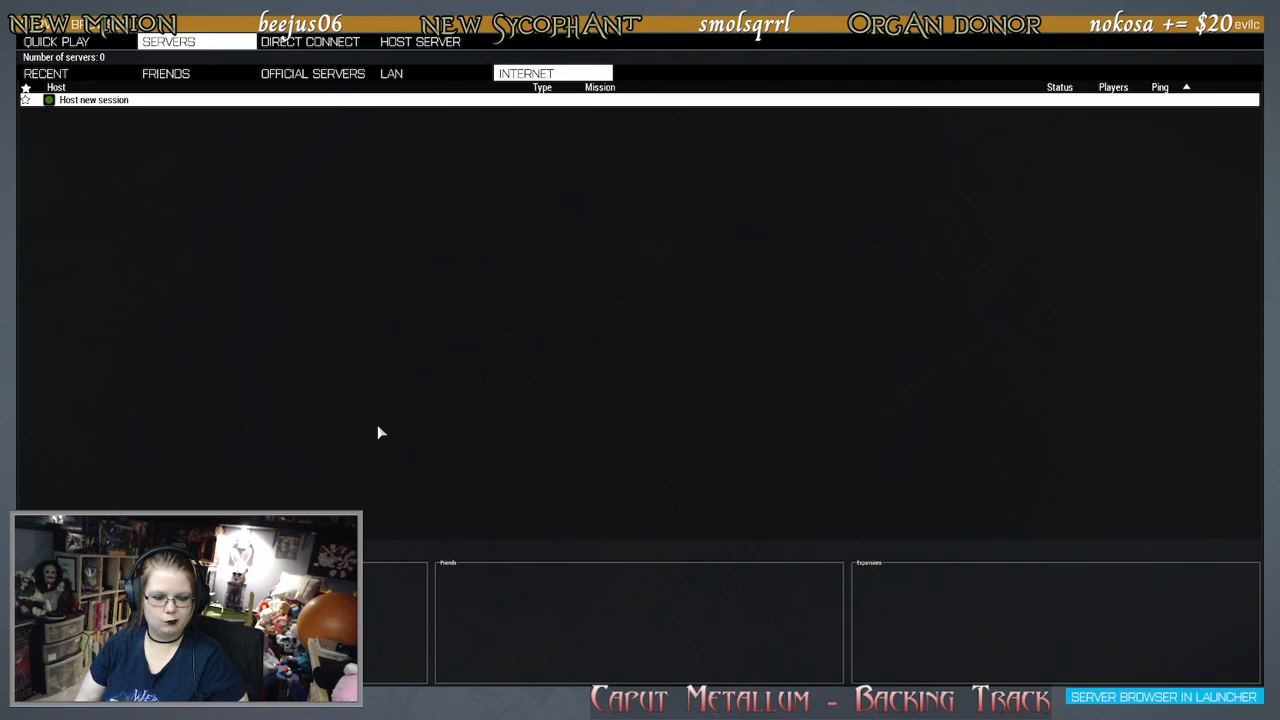 NEW MINION beejus06 NEW SYCOPHANT smolsqrrl ORGAN DONOR nokosa += $20 evilc
QUICK PLAY SERVERS DIRECT CONNECT HOST SERVER
Number of servers: 0
RECENT FRIENDS OFFICIAL SERVERS LAN INTERNET
Host Type Mission Status Players Ping
Host new session
Friends Expansions
CAPUT METALLUM - BACKING TRACK SERVER BROWSER IN LAUNCHER